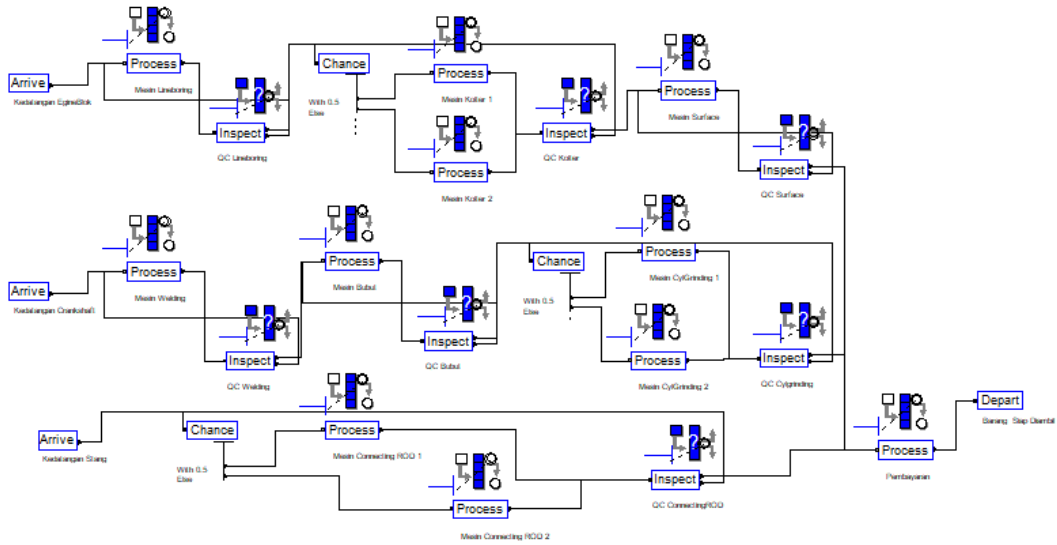 Arrive
Kedatangan EgineBlok
Process
Mesin Lineboring
?
Inspect
QC Lineboring
Chance
With 0.5
Else
Process
Mesin Kotter 1
Process
Mesin Kotter 2
?
Inspect
QC Kotter
Process
Mesin Surface
?
Inspect
QC Surface
Arrive
Kedatangan Crankshaft
Process
Mesin Welding
?
Inspect
QC Welding
Process
Mesin Bubut
?
Inspect
QC Bubut
Chance
With 0.5
Else
Process
Mesin CylGrinding 1
Process
Mesin CylGrinding 2
?
Inspect
QC Cylgrinding
Arrive
Kedatangan Stang
Chance
With 0.5
Else
Process
Mesin Connecting ROD 1
Process
Mesin Connecting ROD 2
?
Inspect
QC ConnectingROD
Process
Pembayaran
Depart
Barang Siap Diambil